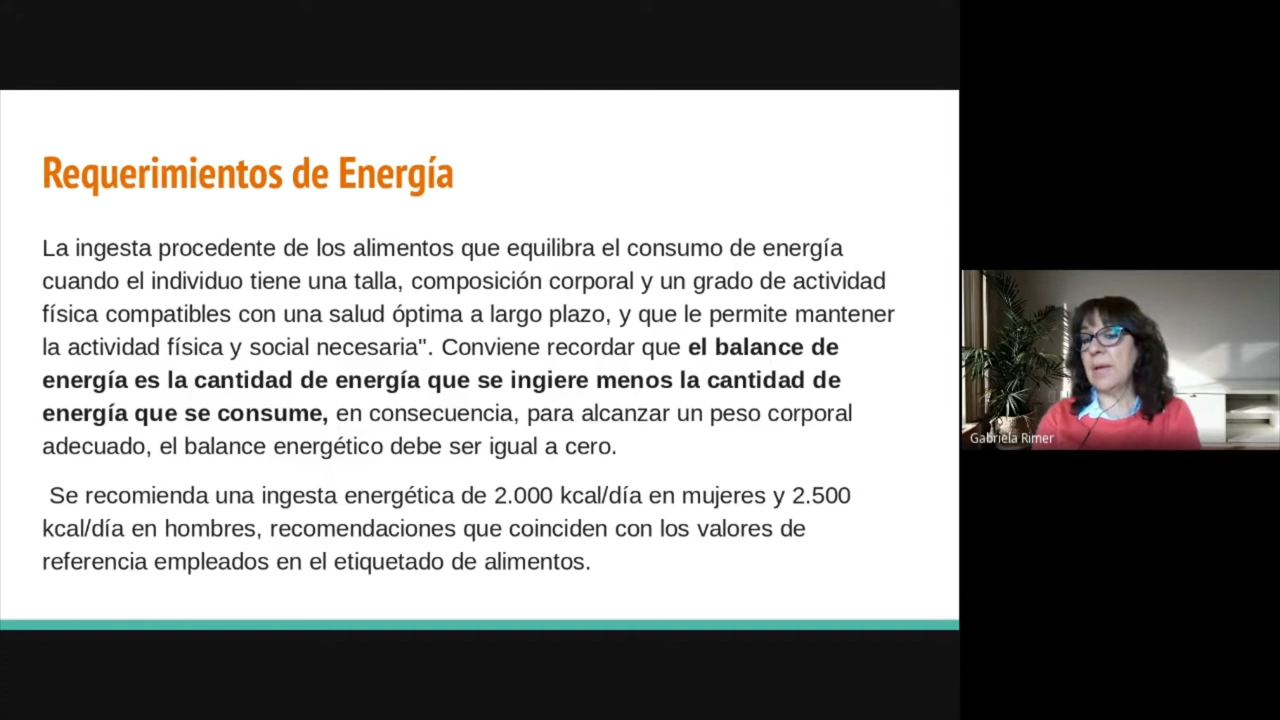 Requerimientos de Energía
La ingesta procedente de los alimentos que equilibra el consumo de energía
cuando el individuo tiene una talla, composición corporal y un grado de actividad
física compatibles con una salud óptima a largo plazo, y que le permite mantener
la actividad física y social necesaria". Conviene recordar que el balance de
energía es la cantidad de energía que se ingiere menos la cantidad de
energía que se consume, en consecuencia, para alcanzar un peso corporal
adecuado, el balance energético debe ser igual a cero.
Se recomienda una ingesta energética de 2.000 kcal/día en mujeres y 2.500
kcal/día en hombres, recomendaciones que coinciden con los valores de
referencia empleados en el etiquetado de alimentos.
Gabriela Rimer